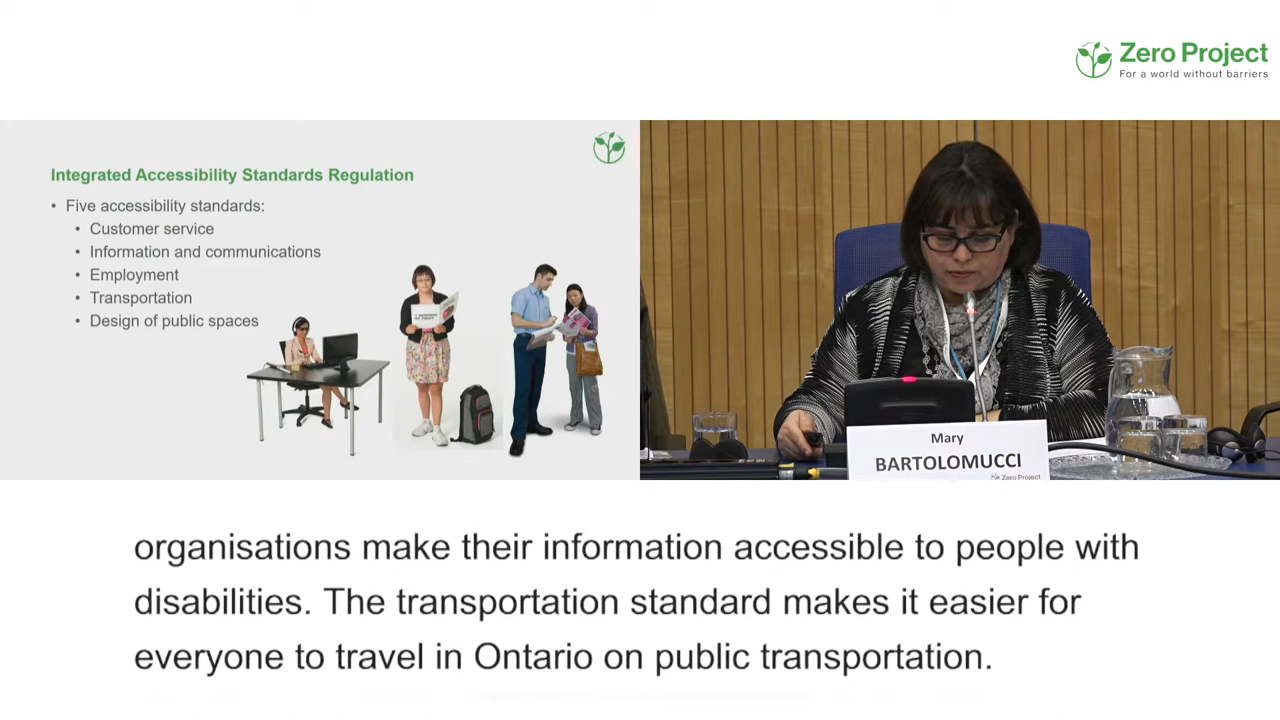 Zero Project
For a world without barriers
Integrated Accessibility Standards Regulation
• Five accessibility standards:
• Customer service
• Information and communications
• Employment
• Transportation
• Design of public spaces
Mary
BARTOLOMUCCI
Zero Project
organisations make their information accessible to people with
disabilities. The transportation standard makes it easier for
everyone to travel in Ontario on public transportation.